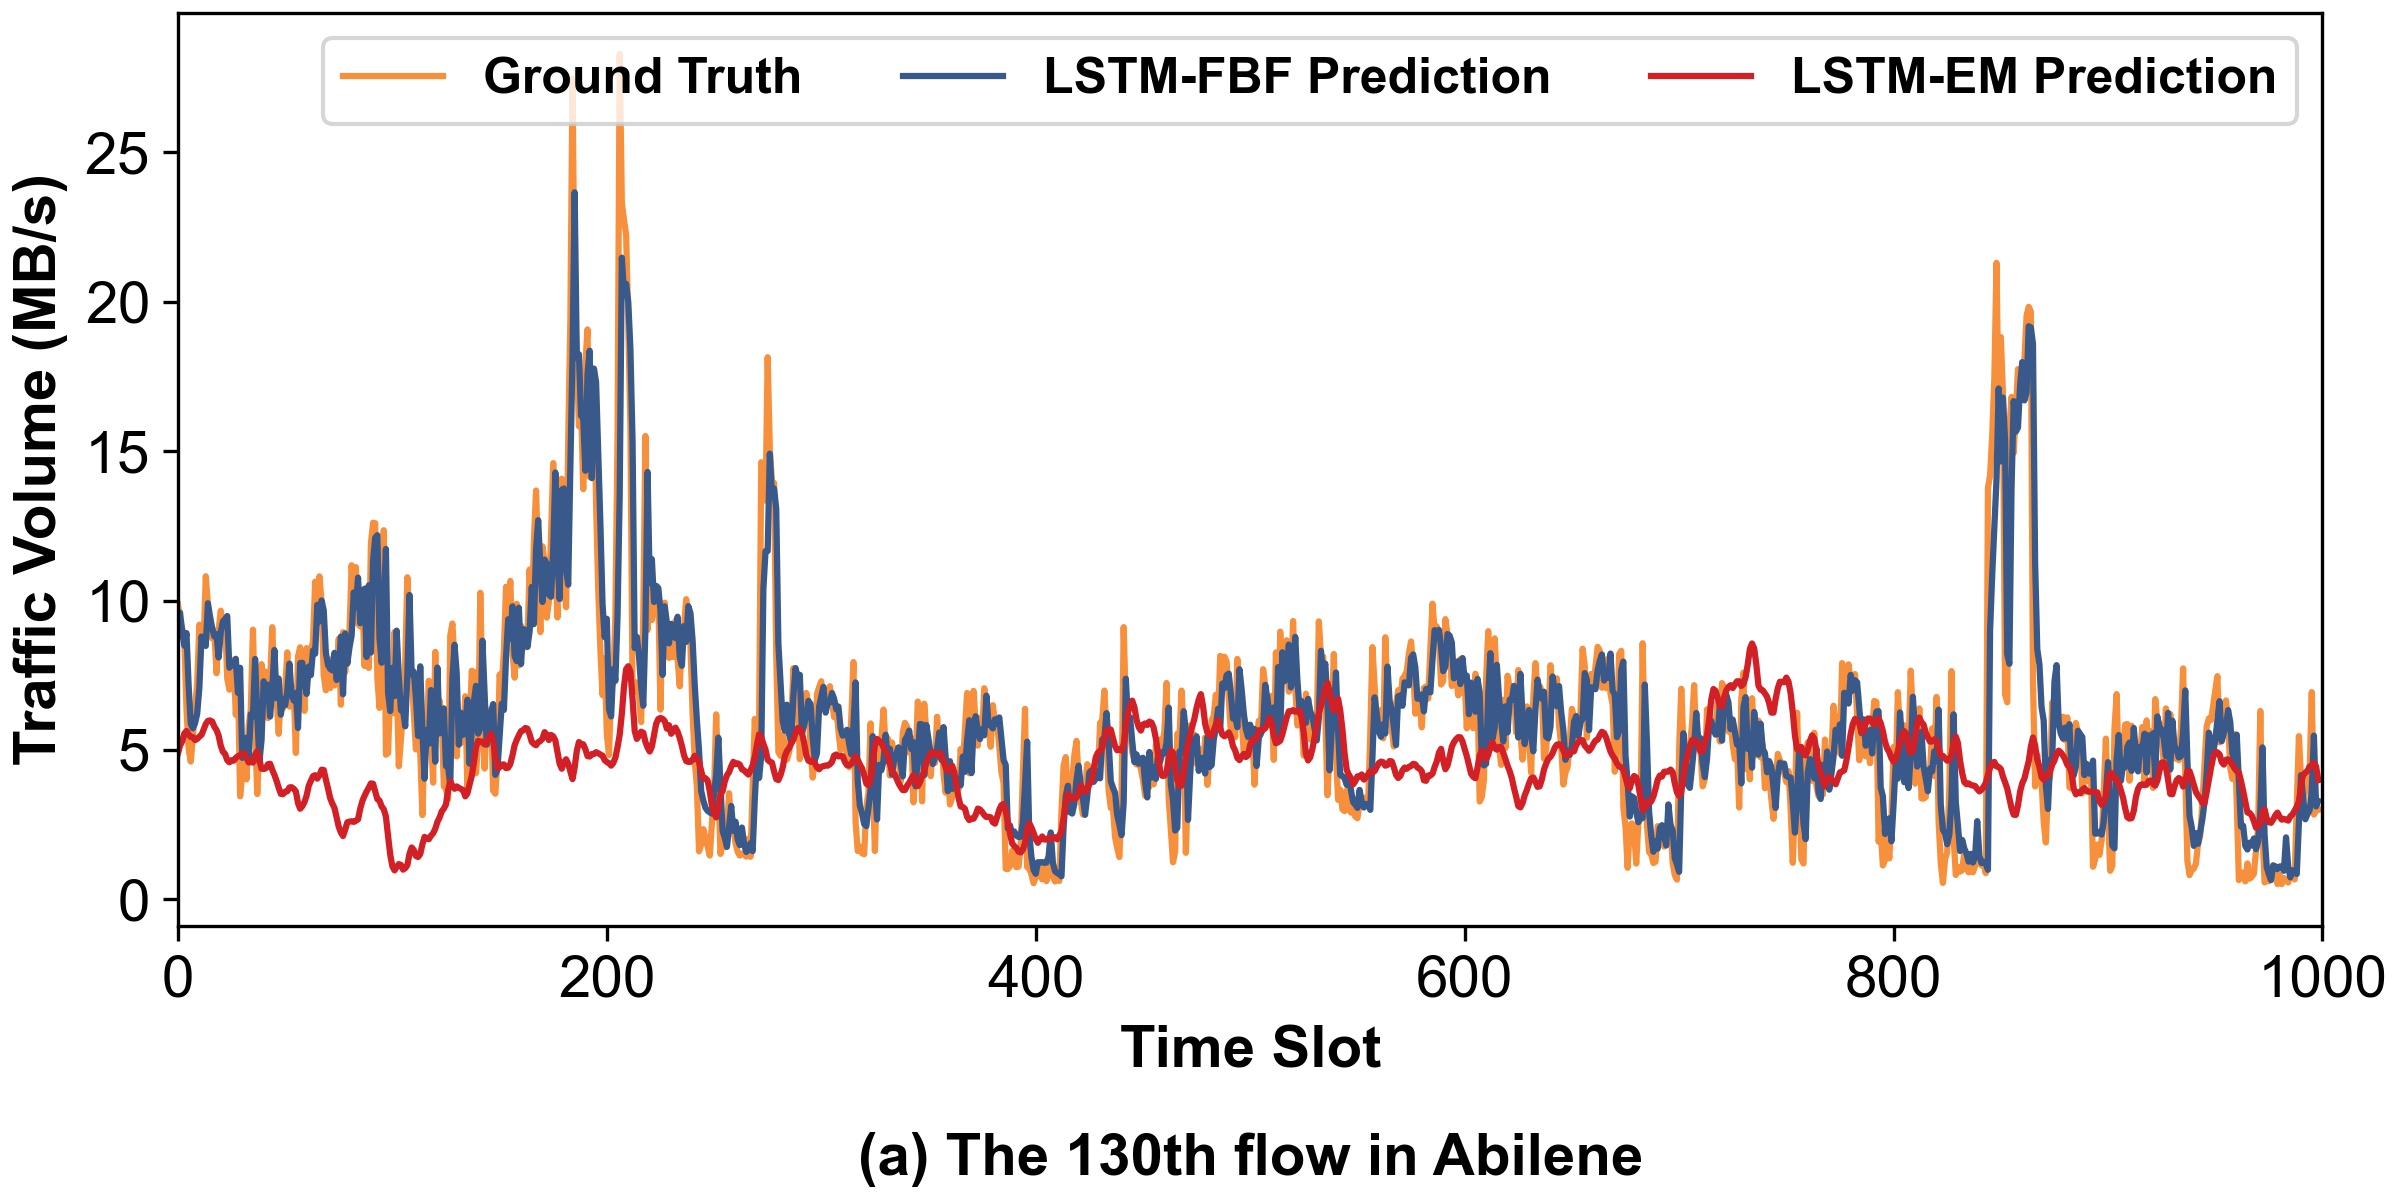 Ground Truth LSTM-FBF Prediction LSTM-EM Prediction
Traffic Volume (MB/s)
25
20
15
10
5
0
0 200 400 600 800 1000
Time Slot
(a) The 130th flow in Abilene